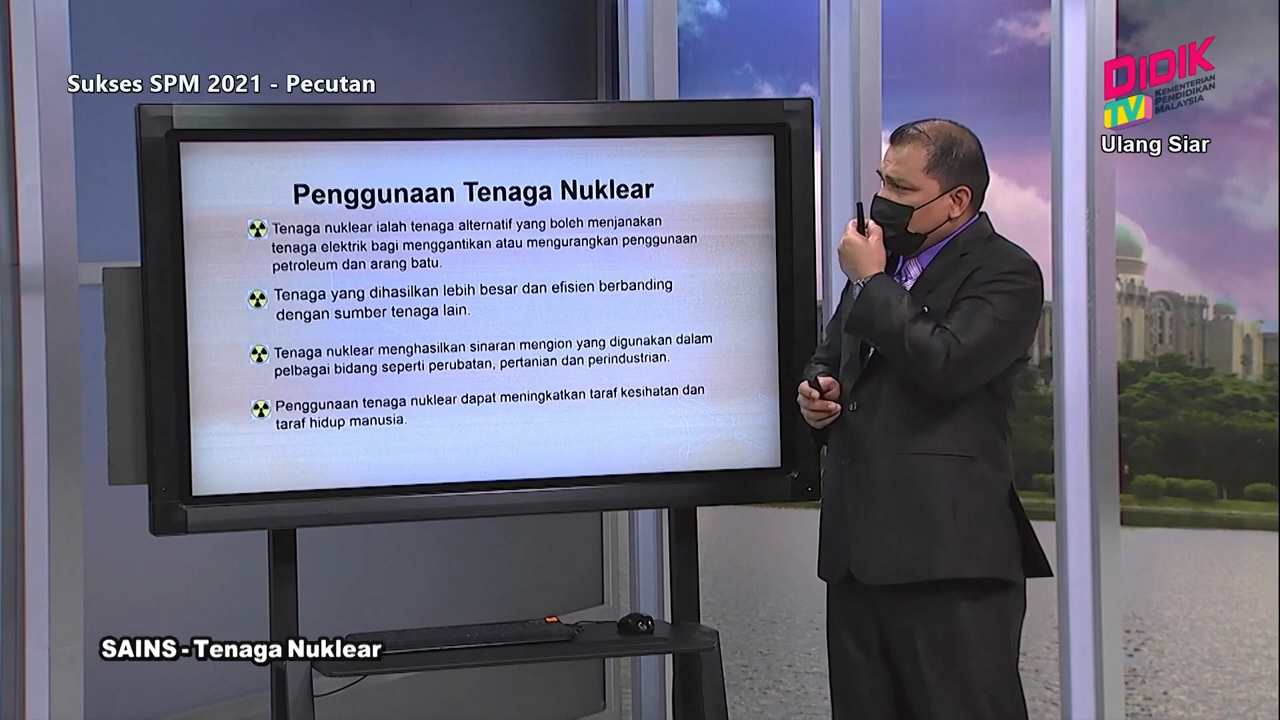 Sukses SPM 2021 - Pecutan
DIDIK
TV
KEMENTERIAN
PENDIDIKAN
MALAYSIA
Ulang Siar
Penggunaan Tenaga Nuklear
Tenaga nuklear ialah tenaga alternatif yang boleh menjanakan
tenaga elektrik bagi menggantikan atau mengurangkan penggunaan
petroleum dan arang batu.
Tenaga yang dihasilkan lebih besar dan efisien berbanding
dengan sumber tenaga lain.
Tenaga nuklear menghasilkan sinaran mengion yang digunakan dalam
pelbagai bidang seperti perubatan, pertanian dan perindustrian.
Penggunaan tenaga nuklear dapat meningkatkan taraf kesihatan dan
taraf hidup manusia.
SAINS - Tenaga Nuklear